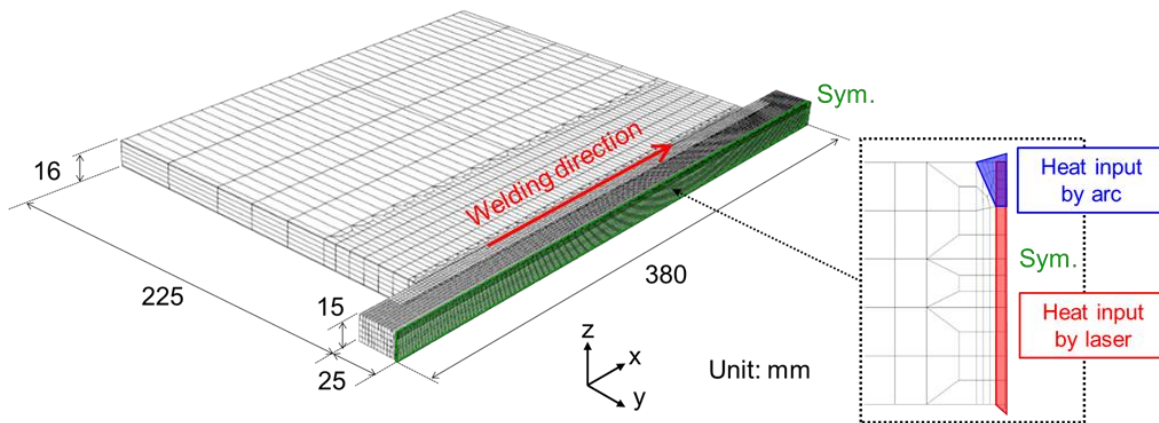 Sym.
Welding direction
16
225
15
25
380
z
x
y
Unit: mm
Heat input
by arc
Sym.
Heat input
by laser